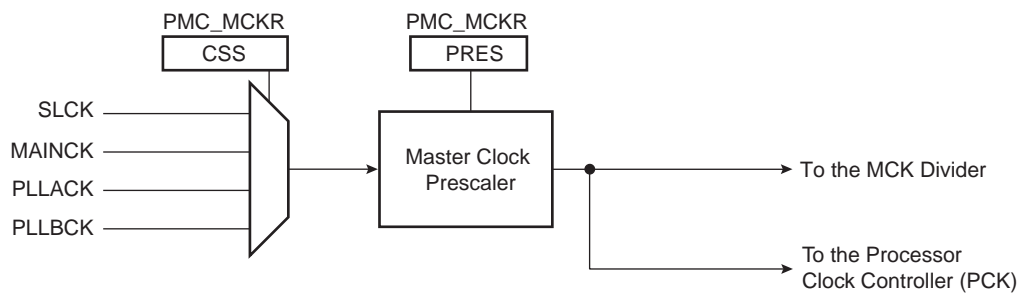 PMC_MCKR
PMC_MCKR
CSS
PRES
SLCK
MAINCK
PLLACK
PLLBCK
Master Clock
Prescaler
To the MCK Divider
To the Processor
Clock Controller (PCK)